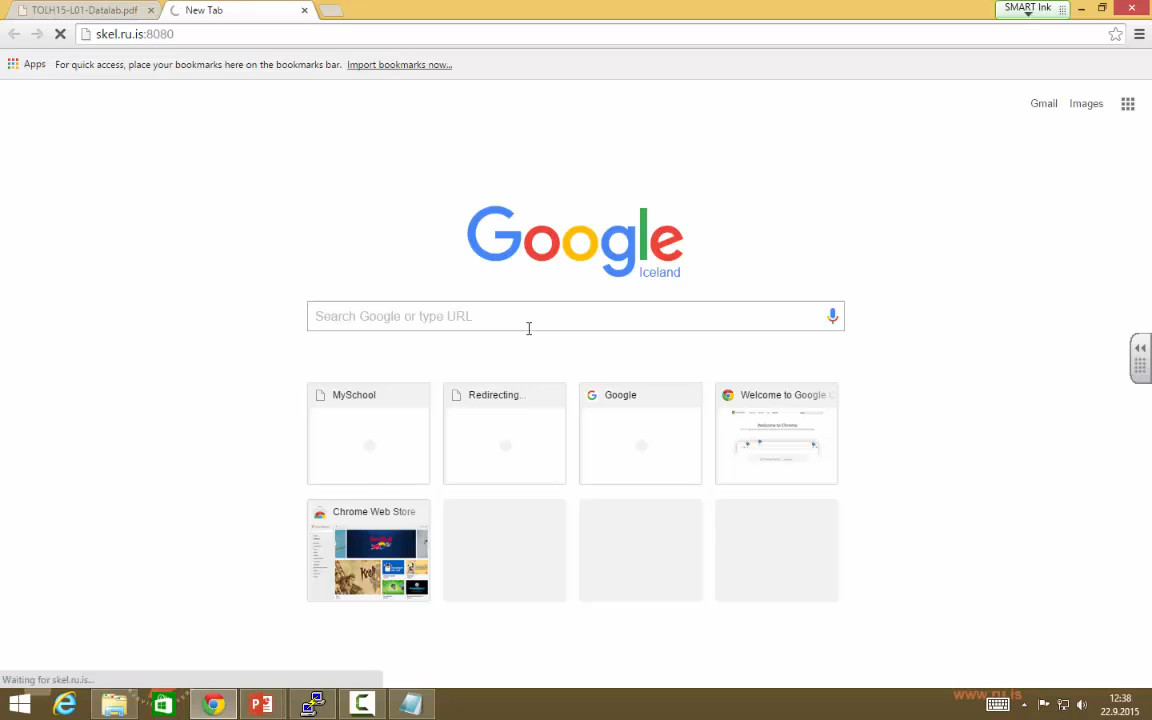 TOLH15-L01-Datalab.pdf
New Tab
SMART Ink
skel.ru.is:8080
Apps
For quick access, place your bookmarks here on the bookmarks bar.
Import bookmarks now...
Gmail
Images
Google
Iceland
Search Google or type URL
MySchool
Redirecting...
Google
Welcome to Google
Chrome Web Store
Waiting for skel.ru.is...
www.ru.is
12:38
22.9.2015